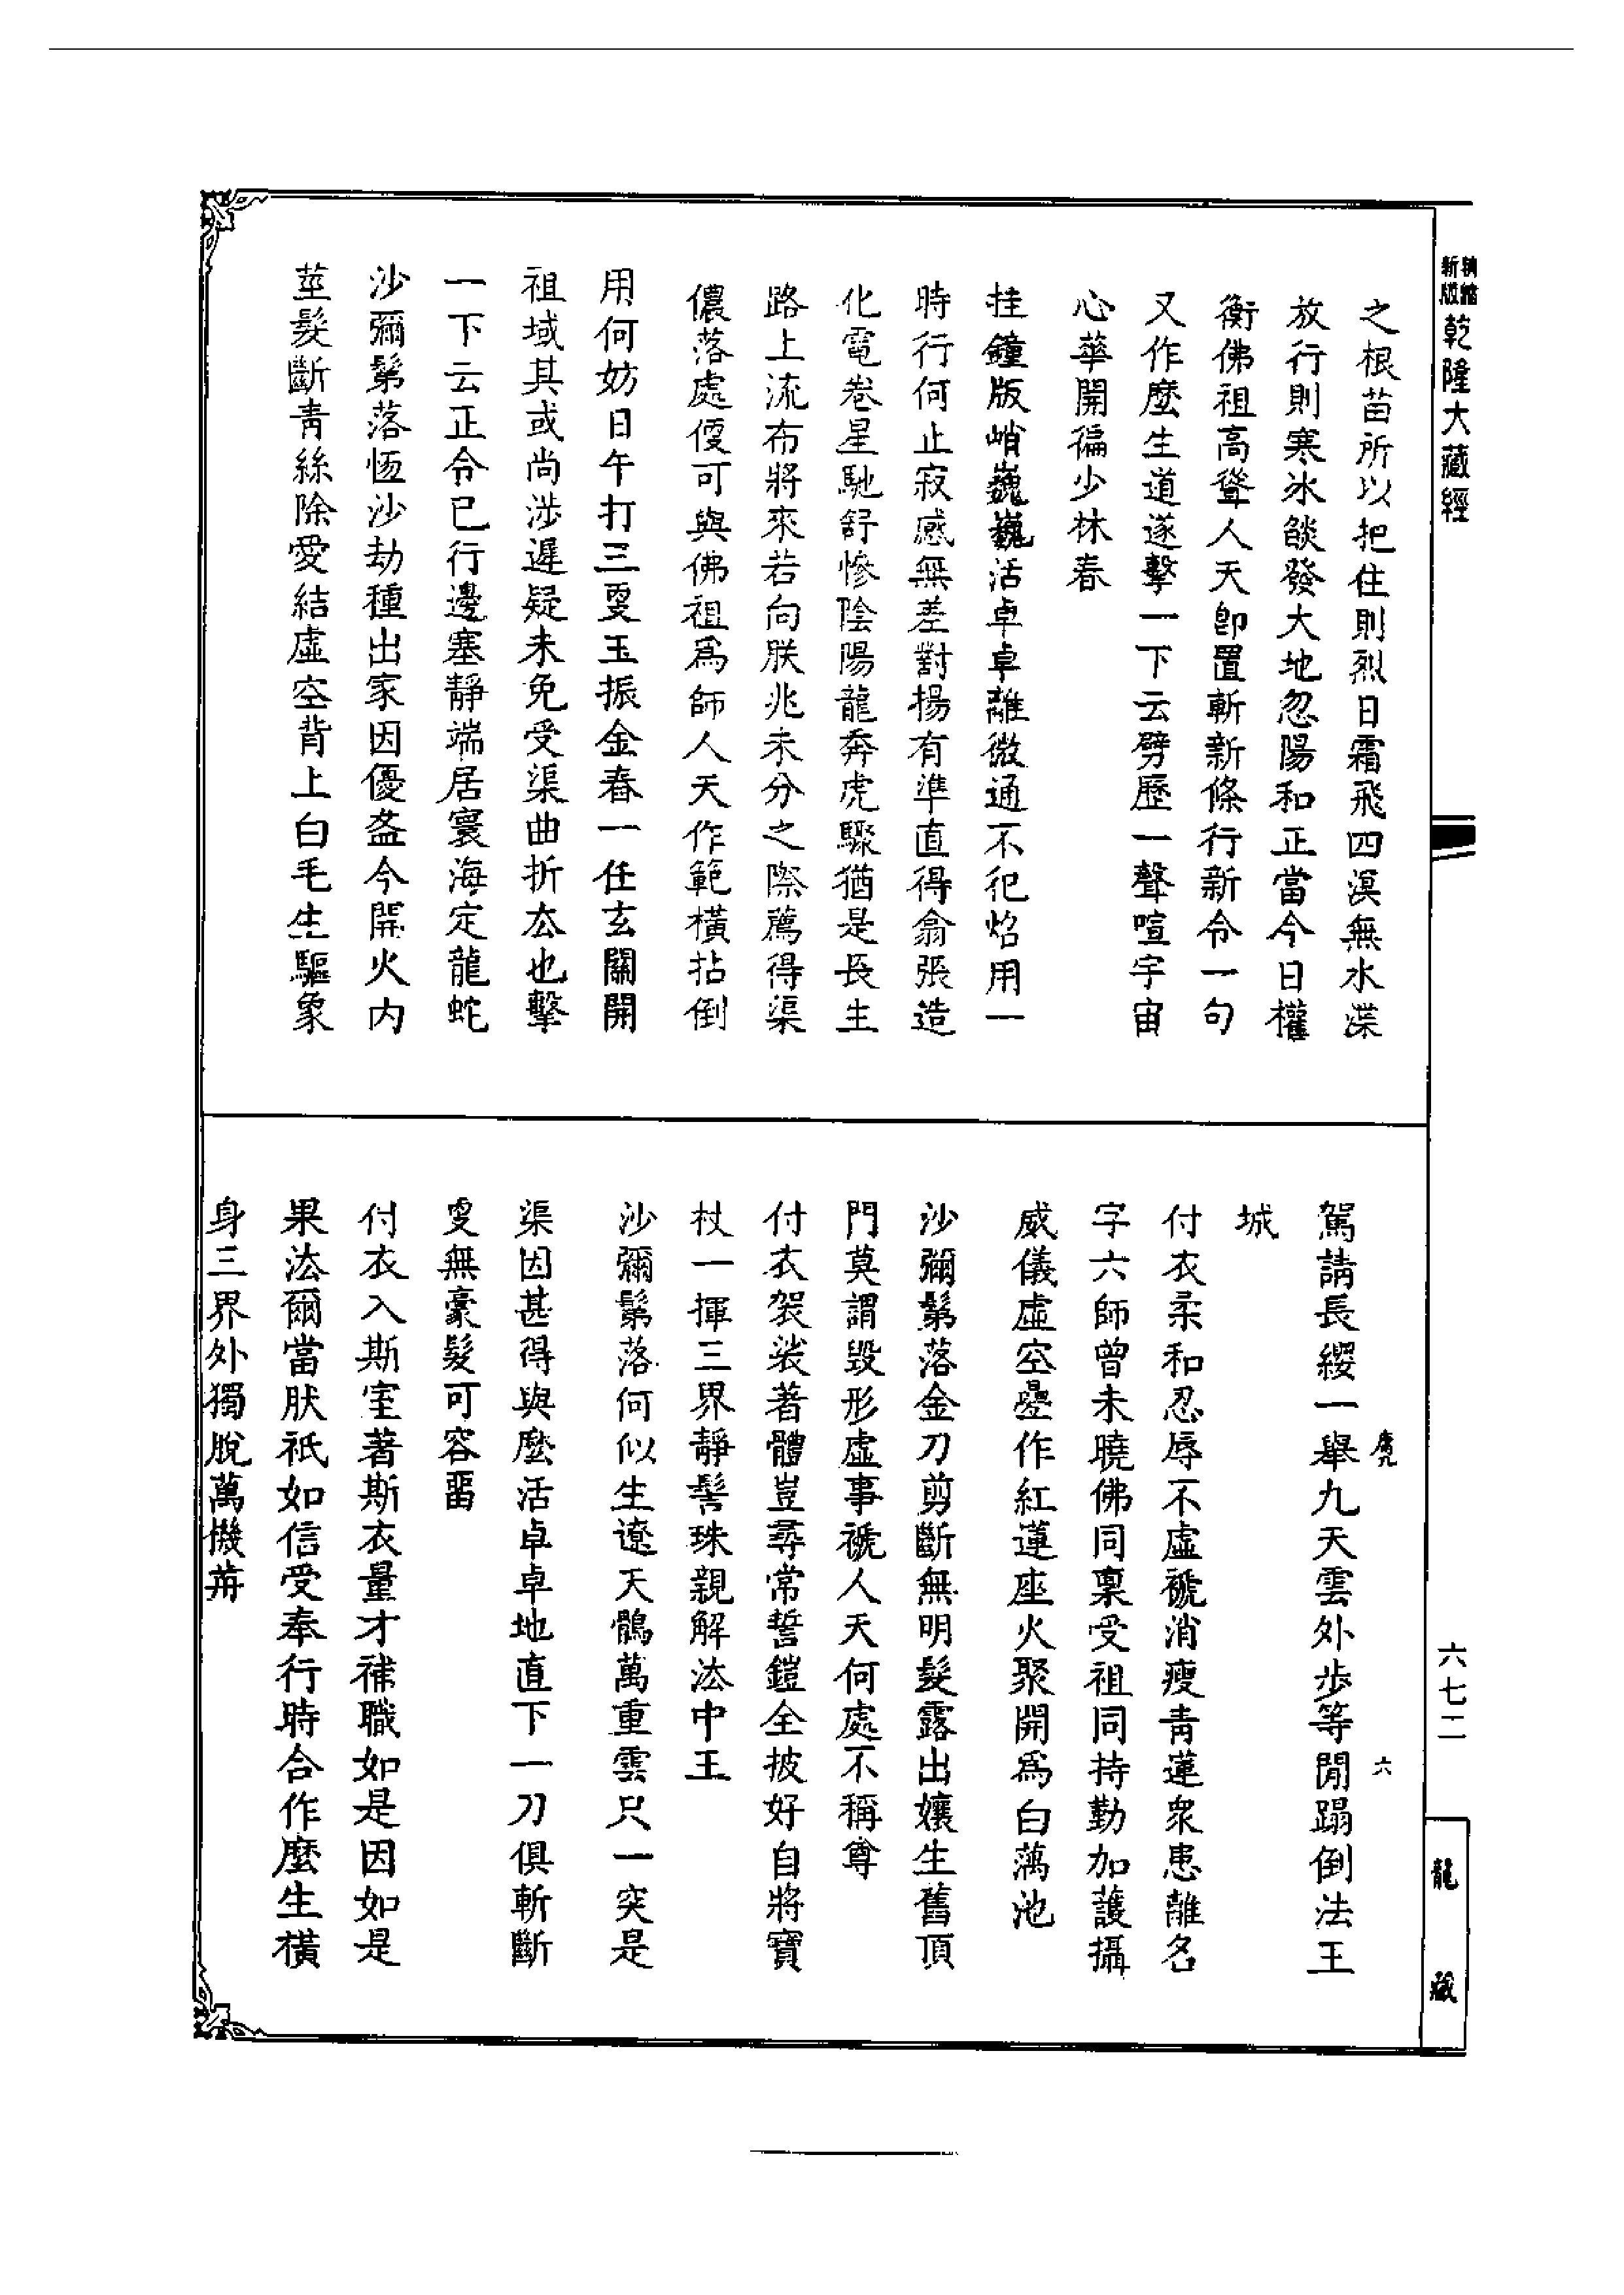 精縮新版乾隆大藏經
之根苗所以把住則烈日霜飛四溟無水渫
放行則寒冰燄發大地忽陽和正當今日權
衡佛祖高聳人天卽置斬新條行新令一句
又作麽生道遂擊一下云劈歷一聲喧宇宙
心華開徧少林春
挂鐘版峭巍巍活卓卓離微通不犯焰用一
時行何止寂感無差對揚有準直得翕張造
化電卷星馳舒慘陰陽龍奔虎驟猶是長生
路上流布將來若向朕兆未分之際薦得渠
儂落處便可與佛祖爲師人天作範橫拈倒
用何妨日午打三更玉振金舂一任玄關開
祖域其或尚涉遲疑未免受渠曲折厺也擊
一下云正令已行邊塞靜端居寰海定龍蛇
沙彌髴落恆沙劫種出家因優盋今開火內
莖髮斷青絲除愛結虛空背上白毛生驅象
駕請長纓一舉九天雲外步等閒蹋倒法王
城
付衣柔和忍辱不虛褫消瘦青蓮衆患離名
字六師曾未曉佛同稟受祖同持勤加護攝
威儀虛空疊作紅蓮座火聚開爲白藕池
沙彌髴落金刀剪斷無明髮露出孃生舊頂
門莫謂毀形虛事褫人天何處不稱尊
付衣袈裟著體豈尋常誓鎧全披好自將寶
杖一揮三界靜髻珠親解法中王
沙彌髴落何似生遼天鶻萬重雲只一突是
渠因甚得與麽活卓卓地直下一刀俱斬斷
更無豪髮可容畱
付衣入斯室著斯衣量才補職如是因如是
果法爾當肰祇如信受奉行時合作麽生橫
身三界外獨脫萬機前
六
六七二
龍藏